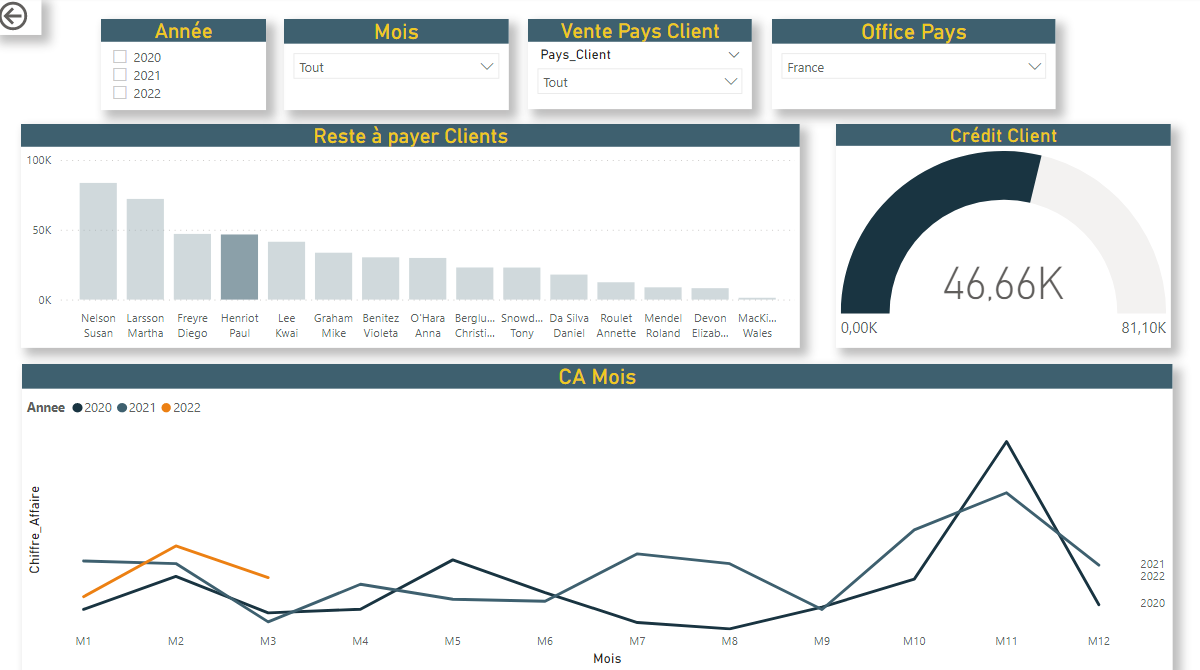 Année
2020
2021
2022
Mois
Tout
Vente Pays Client
Pays_Client
Tout
Office Pays
France
Reste à payer Clients
100K
50K
0K
Nelson Susan
Larsson Martha
Freyre Diego
Henriot Paul
Lee Kwai
Graham Mike
Benitez Violeta
O'Hara Anna
Berglu... Christi...
Snowd... Tony
Da Silva Daniel
Roulet Annette
Mendel Roland
Devon Elizab...
MacKi... Wales
Crédit Client
46,66K
0,00K
81,10K
CA Mois
Annee 2020 2021 2022
Chiffre_Affaire
2021
2022
2020
M1 M2 M3 M4 M5 M6 M7 M8 M9 M10 M11 M12
Mois